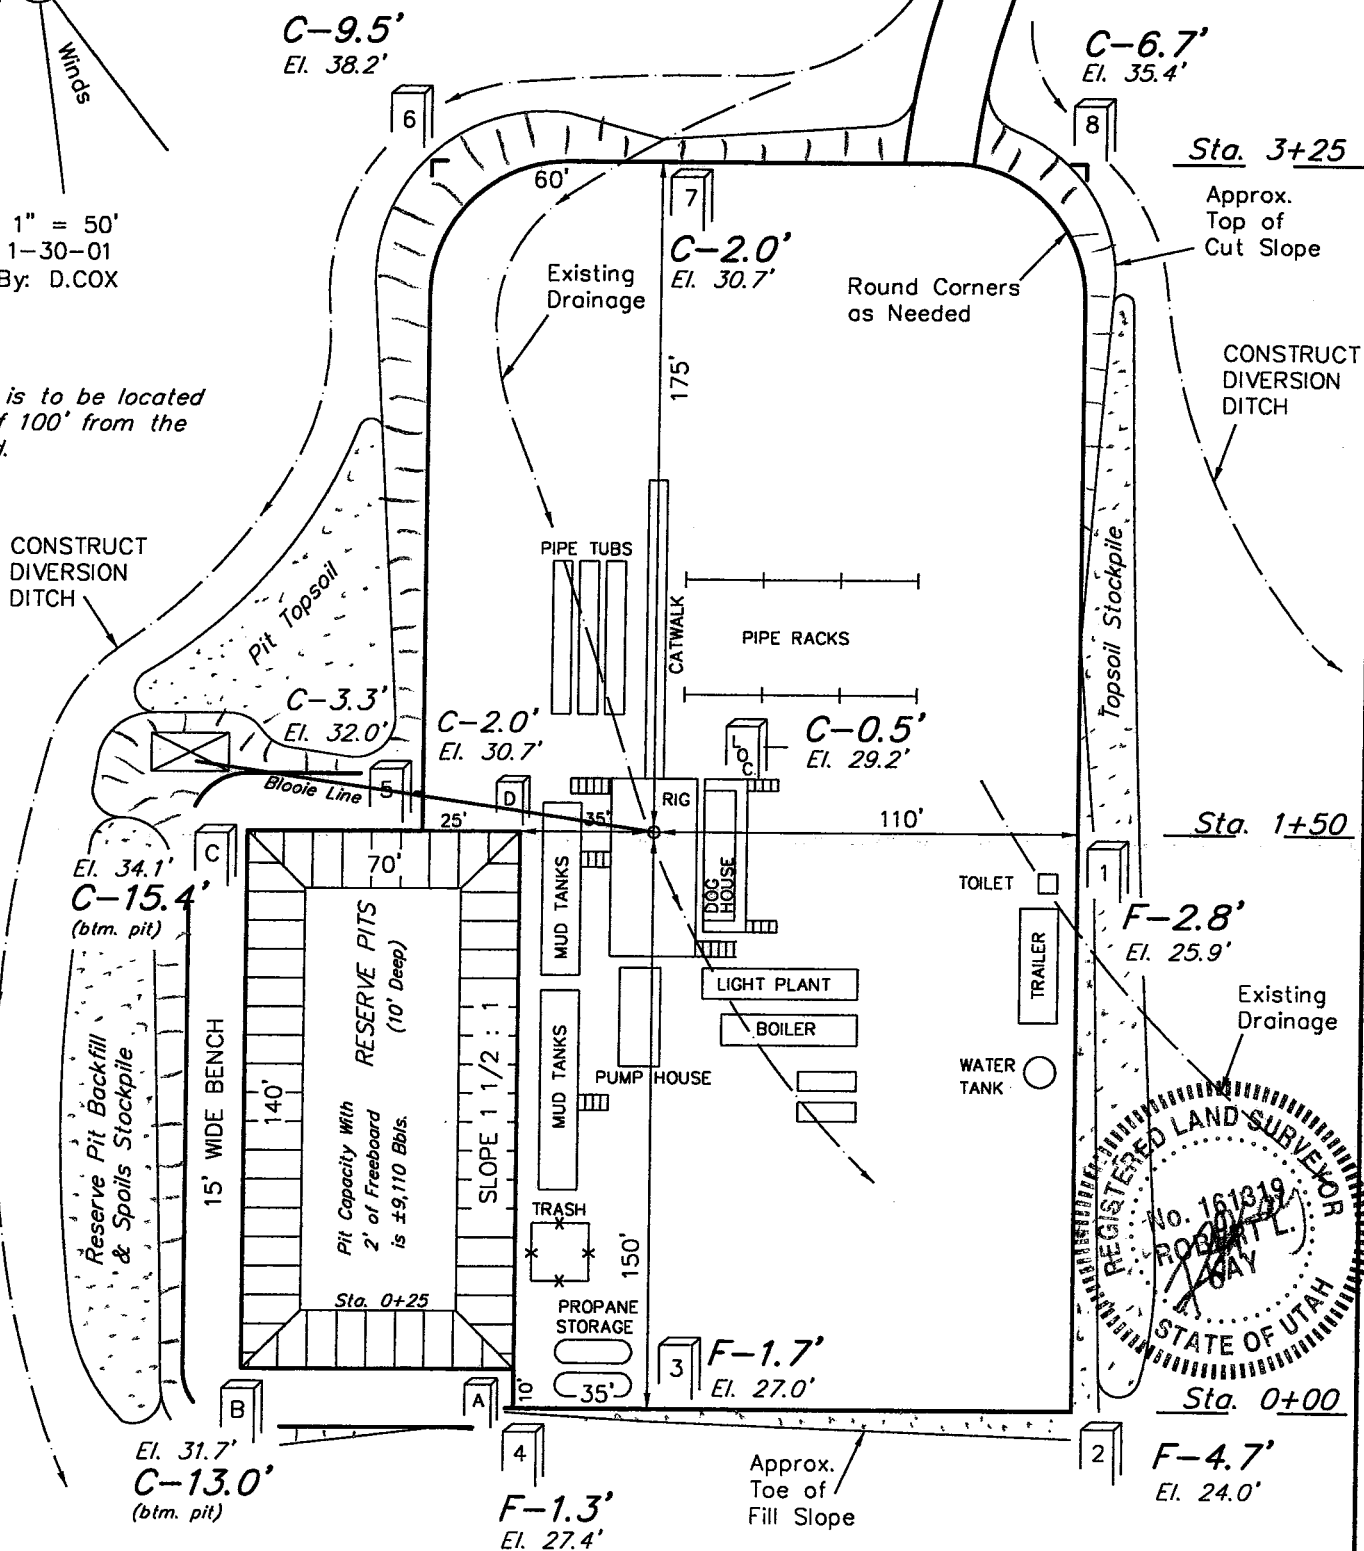 C-9.5'
El. 38.2'
C-6.7'
El. 35.4'
Winds
6
8
Sta. 3+25
60'
7
Approx.
Top of
Cut Slope
1" = 50'
1-30-01
By: D.COX
C-2.0'
El. 30.7'
Existing
Drainage
Round Corners
as Needed
175'
CONSTRUCT
DIVERSION
DITCH
is to be located
f 100' from the
d.
CONSTRUCT
DIVERSION
DITCH
Pit Topsoil
PIPE TUBS
CATWALK
PIPE RACKS
Topsoil Stockpile
C-3.3'
El. 32.0'
C-2.0'
El. 30.7'
LOC.
C-0.5'
El. 29.2'
Blooie Line
5
D
RIG
25'
35'
110'
Sta. 1+50
C
El. 34.1'
C-15.4'
(btm. pit)
70'
MUD TANKS
DOG
HOUSE
TOILET
1
F-2.8'
El. 25.9'
TRAILER
RESERVE PITS
(10' Deep)
LIGHT PLANT
BOILER
Existing
Drainage
Reserve Pit Backfill
& Spoils Stockpile
15' WIDE BENCH
140'
Pit Capacity With
2' of Freeboard
is ±9,110 Bbls.
SLOPE 1 1/2 : 1
MUD TANKS
PUMP HOUSE
WATER
TANK
REGISTERED LAND SURVEYOR
No. 161319
ROBERT L.
KAY
STATE OF UTAH
TRASH
150'
Sta. 0+25
PROPANE
STORAGE
35'
10'
3
F-1.7'
El. 27.0'
Sta. 0+00
B
A
El. 31.7'
C-13.0'
(btm. pit)
4
F-1.3'
El. 27.4'
Approx.
Toe of
Fill Slope
2
F-4.7'
El. 24.0'